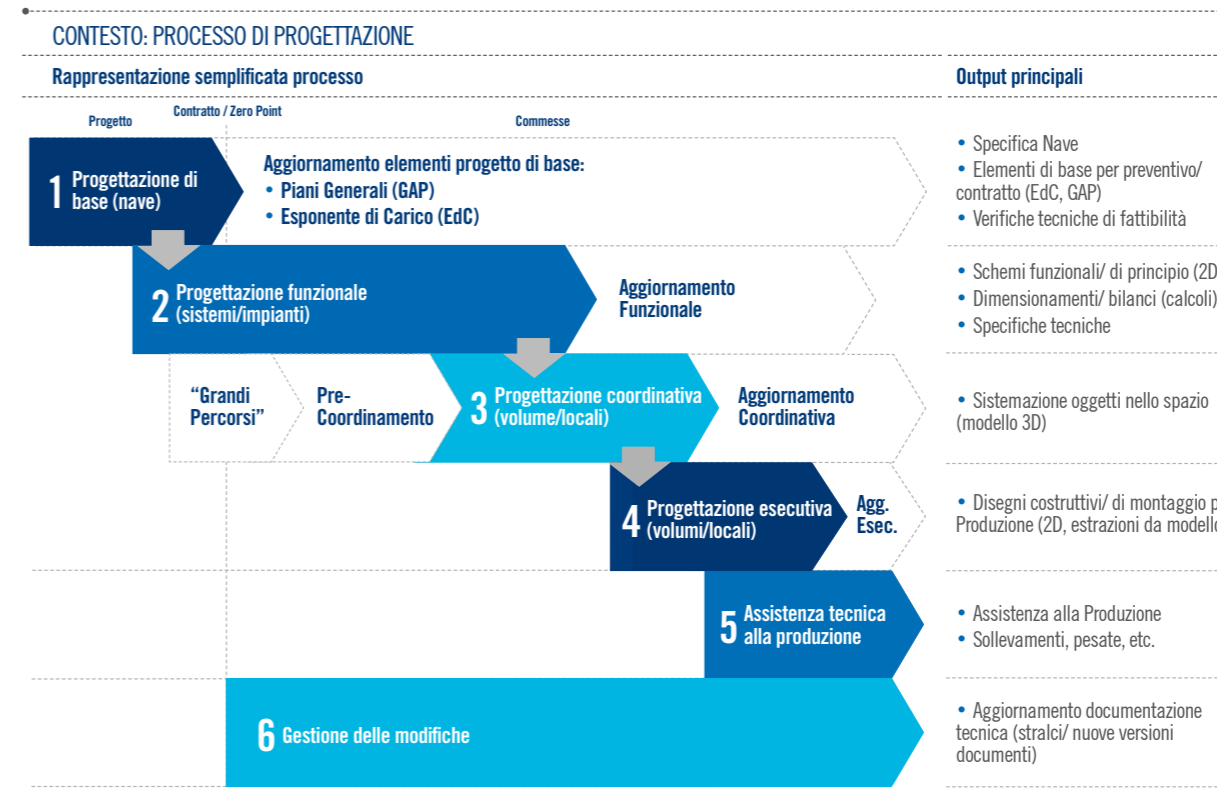 CONTESTO: PROCESSO DI PROGETTAZIONE
Rappresentazione semplificata processo
Output principali
Progetto
Contratto / Zero Point
Commesse
1 Progettazione di
base (nave)
Aggiornamento elementi progetto di base:
• Piani Generali (GAP)
• Esponente di Carico (EdC)
• Specifica Nave
• Elementi di base per preventivo/
contratto (EdC, GAP)
• Verifiche tecniche di fattibilità
2 Progettazione funzionale
(sistemi/impianti)
Aggiornamento
Funzionale
• Schemi funzionali/ di principio (2D
• Dimensionamenti/ bilanci (calcoli)
• Specifiche tecniche
“Grandi
Percorsi”
Pre-
Coordinamento
3 Progettazione coordinativa
(volume/locali)
Aggiornamento
Coordinativa
• Sistemazione oggetti nello spazio
(modello 3D)
4 Progettazione esecutiva
(volumi/locali)
Agg.
Esec.
• Disegni costruttivi/ di montaggio
Produzione (2D, estrazioni da modello
5 Assistenza tecnica
alla produzione
• Assistenza alla Produzione
• Sollevamenti, pesate, etc.
6 Gestione delle modifiche
• Aggiornamento documentazione
tecnica (stralci/ nuove versioni
documenti)